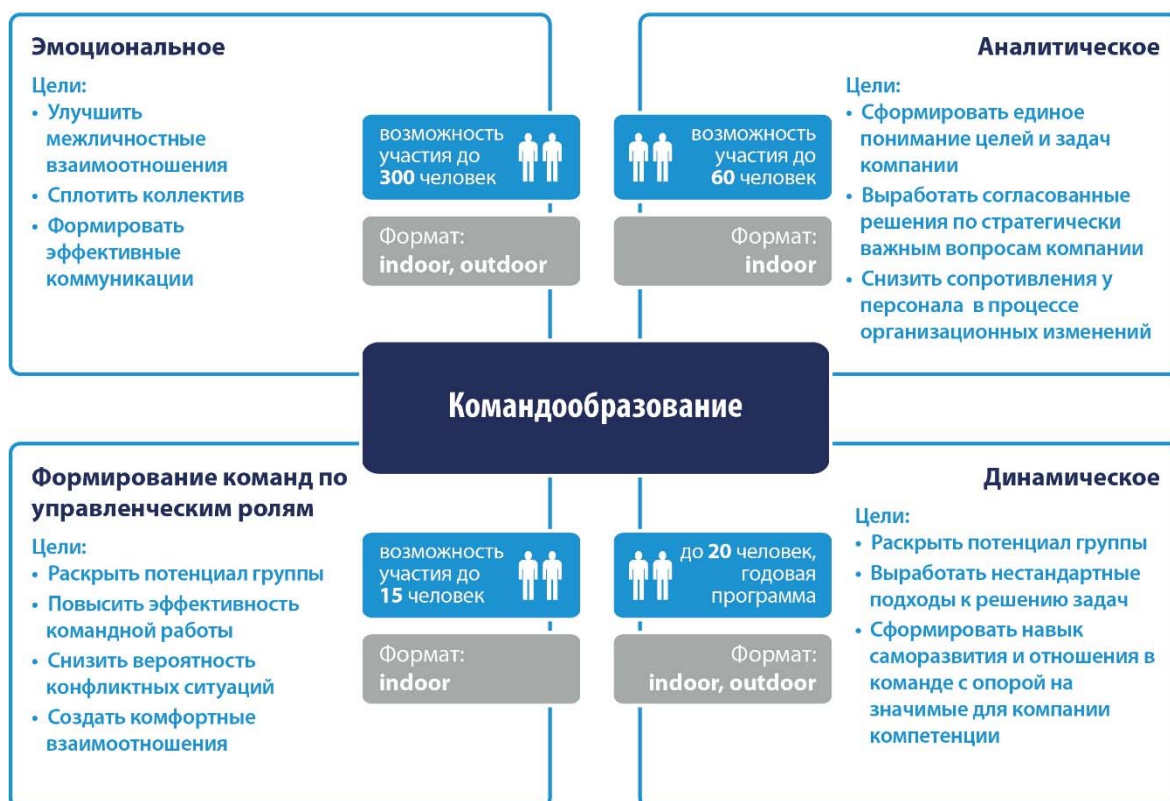 Эмоциональное
Цели:
• Улучшить
межличностные
взаимоотношения
• Сплотить коллектив
• Формировать
эффективные
коммуникации
возможность
участия до
300 человек
Формат:
indoor, outdoor
Аналитическое
Цели:
• Сформировать единое
понимание целей и задач
компании
• Выработать согласованные
решения по стратегически
важным вопросам компании
• Снизить сопротивления у
персонала в процессе
организационных изменений
возможность
участия до
60 человек
Формат:
indoor
Командообразование
Формирование команд по
управленческим ролям
Цели:
• Раскрыть потенциал группы
• Повысить эффективность
командной работы
• Снизить вероятность
конфликтных ситуаций
• Создать комфортные
взаимоотношения
возможность
участия до
15 человек
Формат:
indoor
Динамическое
Цели:
• Раскрыть потенциал группы
• Выработать нестандартные
подходы к решению задач
• Сформировать навык
саморазвития и отношения в
команде с опорой на
значимые для компании
компетенции
до 20 человек,
годовая
программа
Формат:
indoor, outdoor